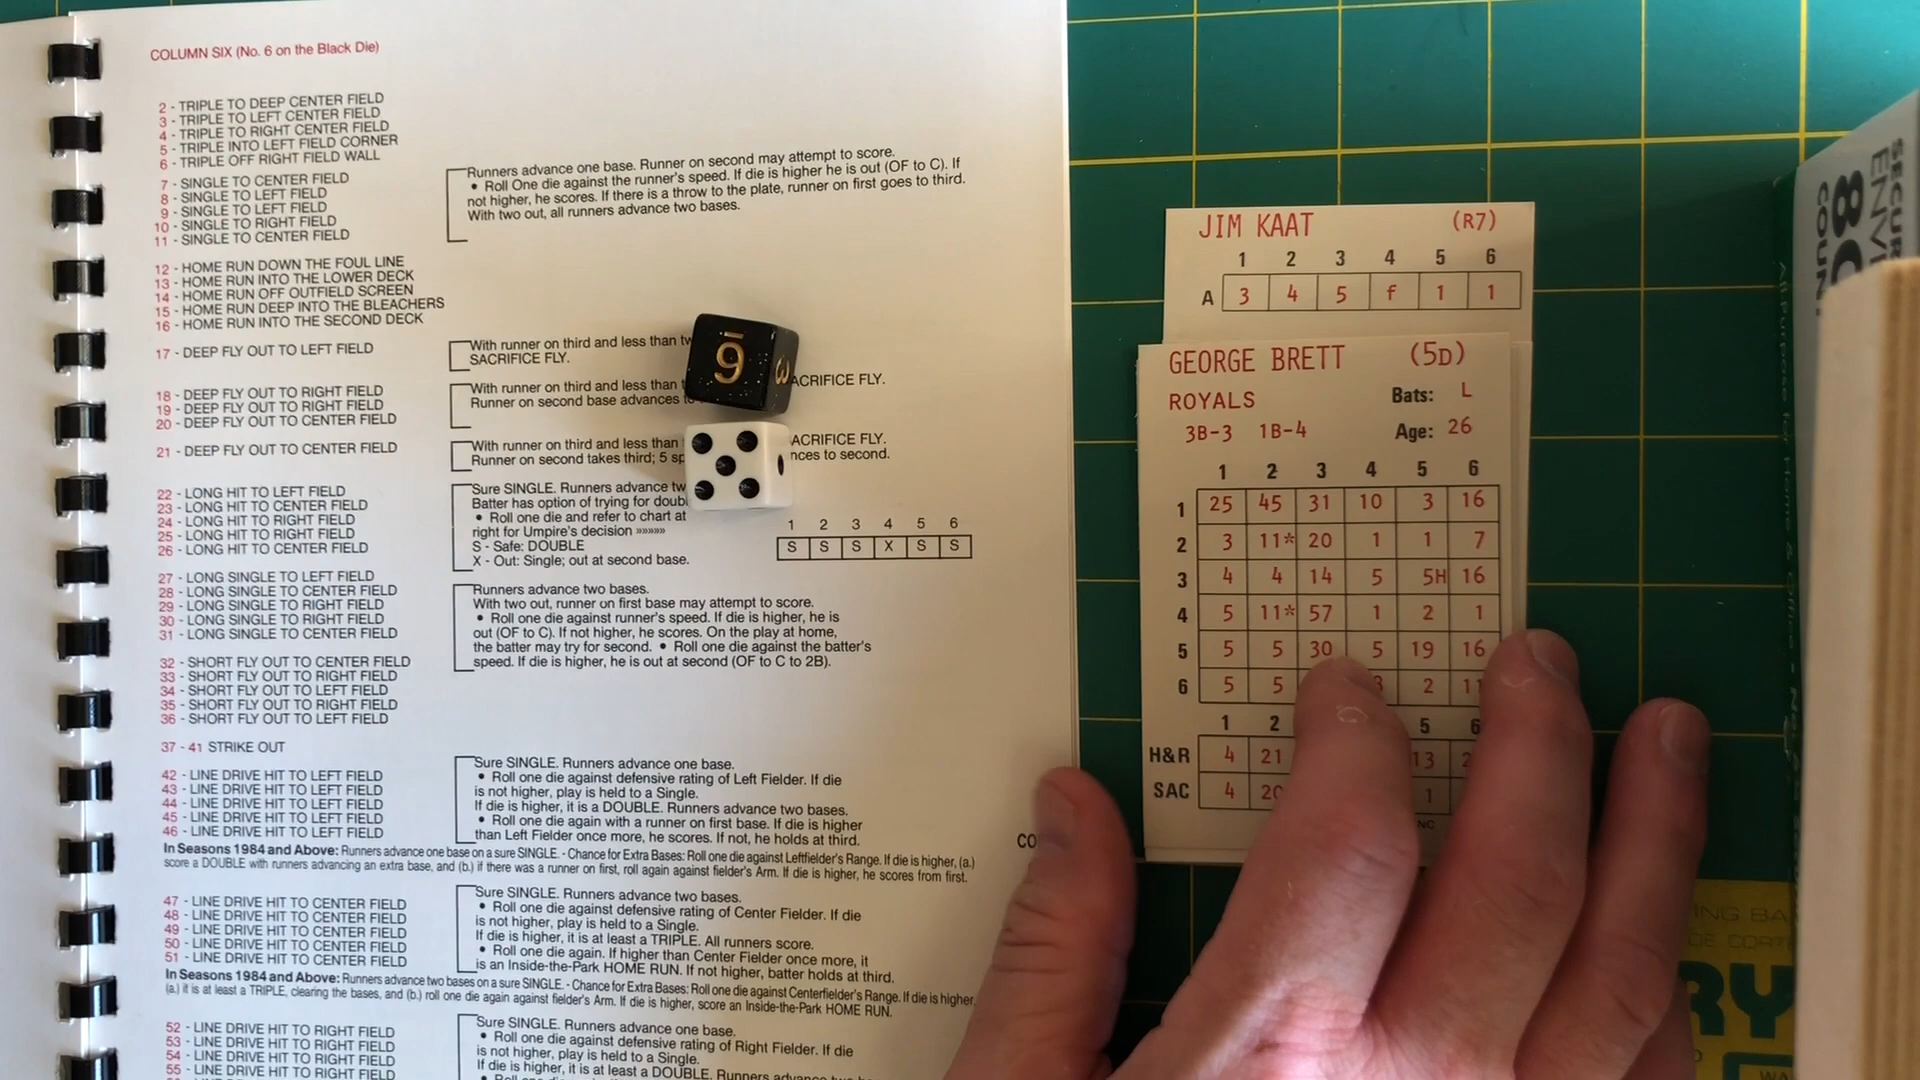 COLUMN SIX (No. 6 on the Black Die)
2 - TRIPLE TO DEEP CENTER FIELD
3 - TRIPLE TO LEFT CENTER FIELD
4 - TRIPLE TO RIGHT CENTER FIELD
5 - TRIPLE INTO LEFT FIELD CORNER
6 - TRIPLE OFF RIGHT FIELD WALL
7 - SINGLE TO CENTER FIELD
8 - SINGLE TO LEFT FIELD
9 - SINGLE TO LEFT FIELD
10 - SINGLE TO RIGHT FIELD
11 - SINGLE TO CENTER FIELD
Runners advance one base. Runner on second may attempt to score.
• Roll One die against the runner's speed. If die is higher he is out (OF to C). If
not higher, he scores. If there is a throw to the plate, runner on first goes to third.
With two out, all runners advance two bases.
12 - HOME RUN DOWN THE FOUL LINE
13 - HOME RUN INTO THE LOWER DECK
14 - HOME RUN OFF OUTFIELD SCREEN
15 - HOME RUN DEEP INTO THE BLEACHERS
16 - HOME RUN INTO THE SECOND DECK
17 - DEEP FLY OUT TO LEFT FIELD
With runner on third and less than
SACRIFICE FLY.
18 - DEEP FLY OUT TO RIGHT FIELD
19 - DEEP FLY OUT TO RIGHT FIELD
20 - DEEP FLY OUT TO CENTER FIELD
With runner on third and less than ACRIFICE FLY.
Runner on second base advances
21 - DEEP FLY OUT TO CENTER FIELD
With runner on third and less than ACRIFICE FLY.
Runner on second takes third; 5 sp nces to second.
22 - LONG HIT TO LEFT FIELD
23 - LONG HIT TO CENTER FIELD
24 - LONG HIT TO RIGHT FIELD
25 - LONG HIT TO RIGHT FIELD
26 - LONG HIT TO CENTER FIELD
Sure SINGLE. Runners advance tw
Batter has option of trying for doubl
• Roll one die and refer to chart at
right for Umpire's decision »»»»»
S - Safe: DOUBLE
X - Out: Single; out at second base.
1 2 3 4 5 6
S S S X S S
27 - LONG SINGLE TO LEFT FIELD
28 - LONG SINGLE TO CENTER FIELD
29 - LONG SINGLE TO RIGHT FIELD
30 - LONG SINGLE TO RIGHT FIELD
31 - LONG SINGLE TO CENTER FIELD
Runners advance two bases.
With two out, runner on first base may attempt to score.
• Roll one die against runner's speed. If die is higher, he is
out (OF to C). If not higher, he scores. On the play at home,
the batter may try for second. • Roll one die against the batter's
speed. If die is higher, he is out at second (OF to C to 2B).
32 - SHORT FLY OUT TO CENTER FIELD
33 - SHORT FLY OUT TO RIGHT FIELD
34 - SHORT FLY OUT TO LEFT FIELD
35 - SHORT FLY OUT TO RIGHT FIELD
36 - SHORT FLY OUT TO LEFT FIELD
37 - 41 STRIKE OUT
42 - LINE DRIVE HIT TO LEFT FIELD
43 - LINE DRIVE HIT TO LEFT FIELD
44 - LINE DRIVE HIT TO LEFT FIELD
45 - LINE DRIVE HIT TO LEFT FIELD
46 - LINE DRIVE HIT TO LEFT FIELD
Sure SINGLE. Runners advance one base.
• Roll one die against defensive rating of Left Fielder. If die
is not higher, play is held to a Single.
If die is higher, it is a DOUBLE. Runners advance two bases.
• Roll one die again with a runner on first base. If die is higher
than Left Fielder once more, he scores. If not, he holds at third.
In Seasons 1984 and Above: Runners advance one base on a sure SINGLE. - Chance for Extra Bases: Roll one die against Leftfielder's Range. If die is higher, (a.)
score a DOUBLE with runners advancing an extra base, and (b.) if there was a runner on first, roll again against fielder's Arm. If die is higher, he scores from first.
47 - LINE DRIVE HIT TO CENTER FIELD
48 - LINE DRIVE HIT TO CENTER FIELD
49 - LINE DRIVE HIT TO CENTER FIELD
50 - LINE DRIVE HIT TO CENTER FIELD
51 - LINE DRIVE HIT TO CENTER FIELD
Sure SINGLE. Runners advance two bases.
• Roll one die against defensive rating of Center Fielder. If die
is not higher, play is held to a Single.
If die is higher, it is at least a TRIPLE. All runners score.
• Roll one die again. If higher than Center Fielder once more, it
is an Inside-the-Park HOME RUN. If not higher, batter holds at third.
In Seasons 1984 and Above: Runners advance two bases on a sure SINGLE. - Chance for Extra Bases: Roll one die against Centerfielder's Range. If die is higher,
(a.) it is at least a TRIPLE, clearing the bases, and (b.) roll one die again against fielder's Arm. If die is higher, score an Inside-the-Park HOME RUN.
52 - LINE DRIVE HIT TO RIGHT FIELD
53 - LINE DRIVE HIT TO RIGHT FIELD
54 - LINE DRIVE HIT TO RIGHT FIELD
55 - LINE DRIVE HIT TO RIGHT FIELD
Sure SINGLE. Runners advance one base.
• Roll one die against defensive rating of Right Fielder. If die
is not higher, play is held to a Single.
If die is higher, it is at least a DOUBLE. Runners advance
CO
6
3
JIM KAAT (R7)
1 2 3 4 5 6
A 3 4 5 f 1 1
GEORGE BRETT (5D)
ROYALS Bats: L
3B-3 1B-4 Age: 26
1 2 3 4 5 6
1 25 45 31 10 3 16
2 3 11* 20 1 1 7
3 4 4 14 5 5H 16
4 5 11* 57 1 2 1
5 5 5 30 5 19 16
6 5 5 2
1 2 5 6
H&R 4 21 13
SAC 4 1
NC
SECUR
ENV
80
COUN
RY